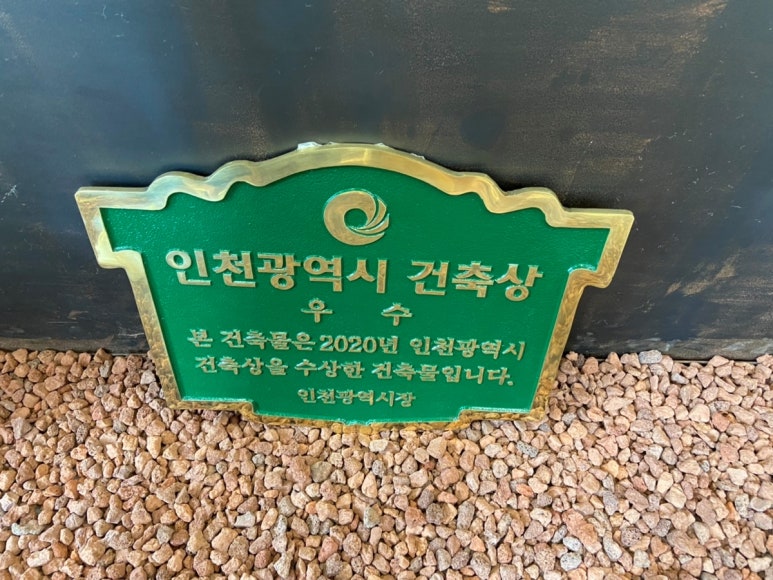 인천광역시 건축상
우 수
본 건축물은 2020년 인천광역시
건축상을 수상한 건축물입니다.
인천광역시장